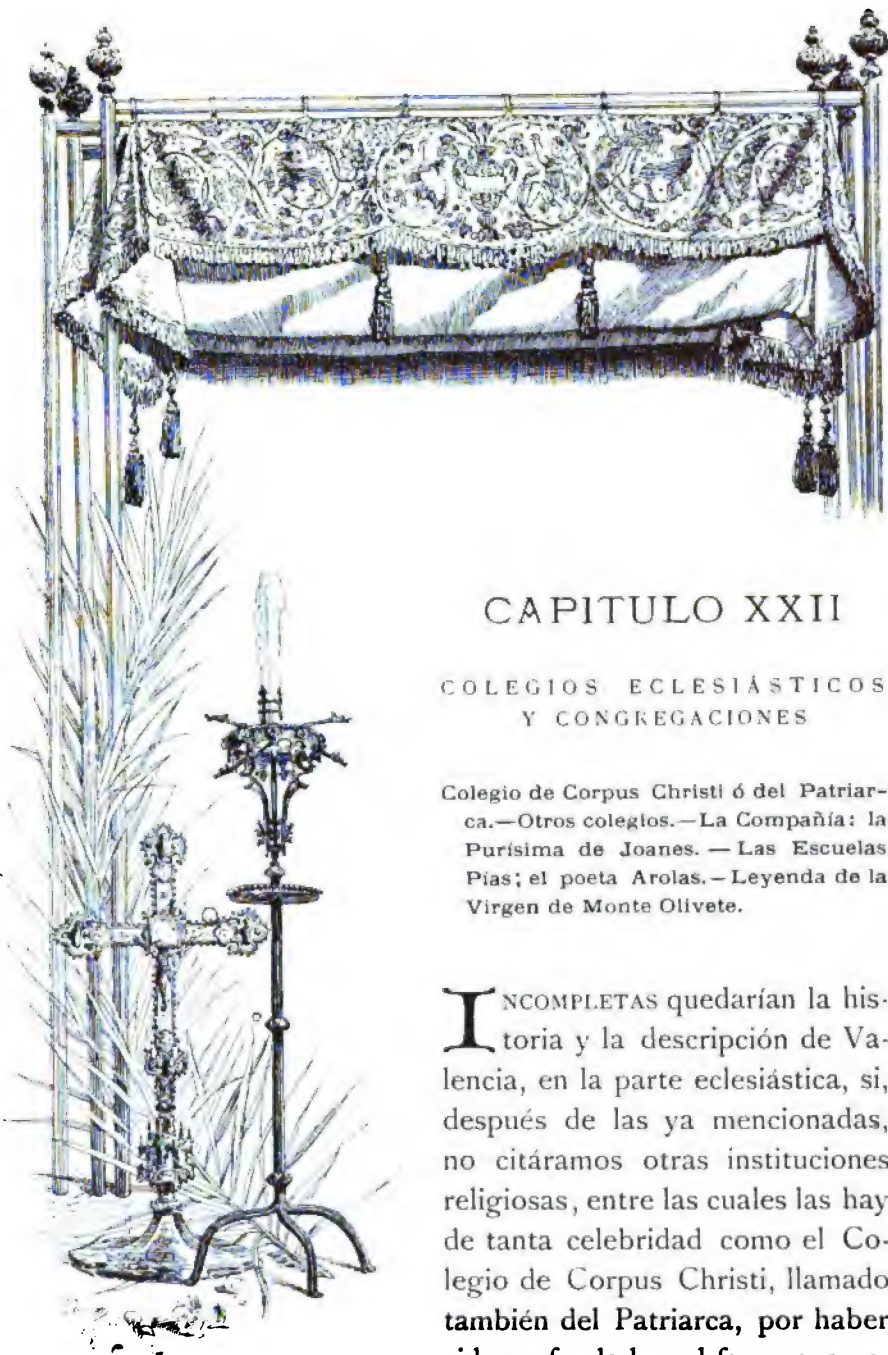 CAPITULO XXII
COLEGIOS ECLESIÁSTICOS
Y CONGREGACIONES
Colegio de Corpus Christi ó del Patriar-
ca.—Otros colegios.—La Compañía: la
Purísima de Joanes. — Las Escuelas
Pías; el poeta Arolas.—Leyenda de la
Virgen de Monte Olivete.
INCOMPLETAS quedarían la his-
toria y la descripción de Va-
lencia, en la parte eclesiástica, si,
después de las ya mencionadas,
no citáramos otras instituciones
religiosas, entre las cuales las hay
de tanta celebridad como el Co-
legio de Corpus Christi, llamado
también del Patriarca, por haber